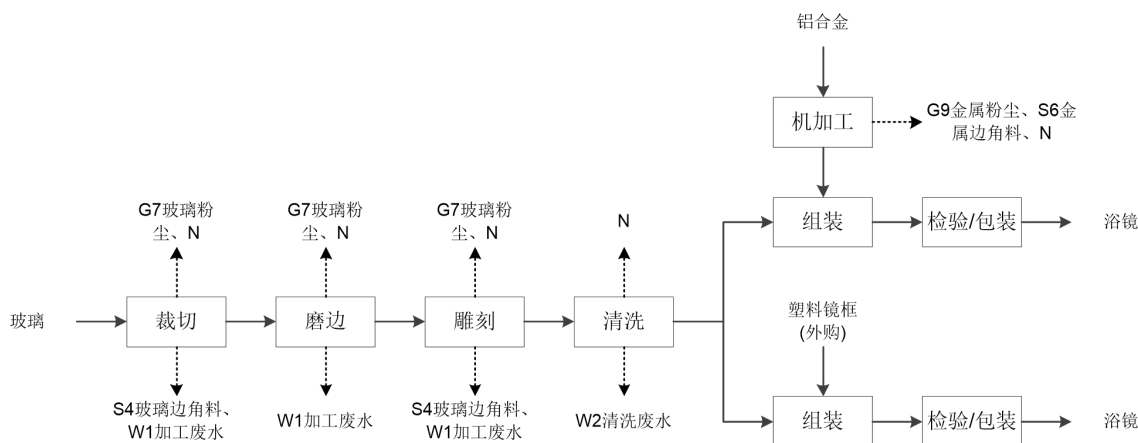 铝合金
机加工
G9金属粉尘、S6金
属边角料、N
G7玻璃粉
尘、N
G7玻璃粉
尘、N
G7玻璃粉
尘、N
N
组装
检验/包装
浴镜
玻璃
裁切
磨边
雕刻
清洗
塑料镜框
(外购)
S4玻璃边角料、
W1加工废水
W1加工废水
S4玻璃边角料、
W1加工废水
W2清洗废水
组装
检验/包装
浴镜